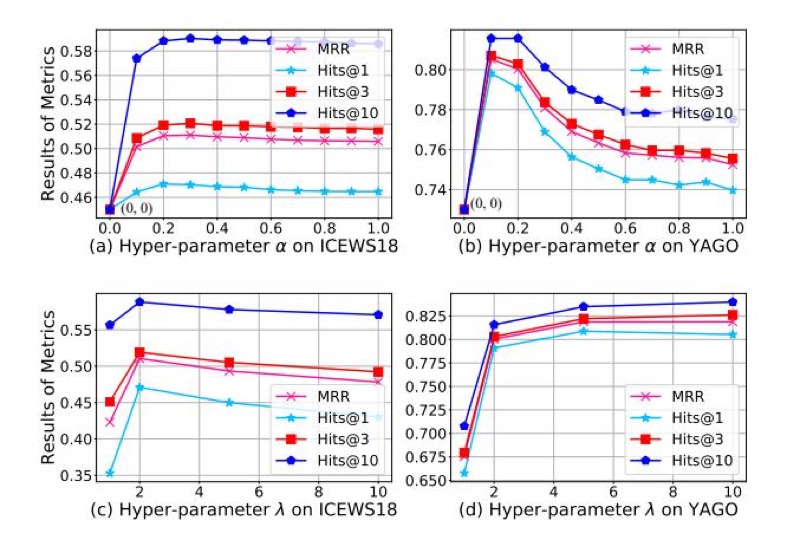 Results of Metrics
0.58
0.56
0.54
0.52
0.50
0.48
0.46
(0, 0)
MRR
Hits@1
Hits@3
Hits@10
0.0 0.2 0.4 0.6 0.8 1.0
(a) Hyper-parameter α on ICEWS18
0.80
0.78
0.76
0.74
(0, 0)
MRR
Hits@1
Hits@3
Hits@10
0.0 0.2 0.4 0.6 0.8 1.0
(b) Hyper-parameter α on YAGO
Results of Metrics
0.55
0.50
0.45
0.40
0.35
MRR
Hits@1
Hits@3
Hits@10
2 4 6 8 10
(c) Hyper-parameter λ on ICEWS18
0.825
0.800
0.775
0.750
0.725
0.700
0.675
0.650
MRR
Hits@1
Hits@3
Hits@10
2 4 6 8 10
(d) Hyper-parameter λ on YAGO